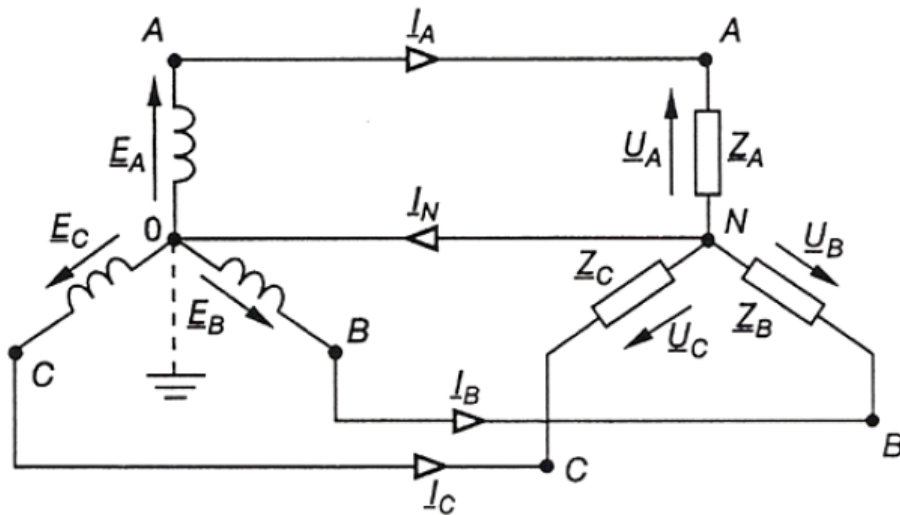 A I_A A
E_A U_A Z_A
E_C 0 I_N N U_B
Z_C
E_B Z_B
B U_C
C
I_B
B
C
I_C